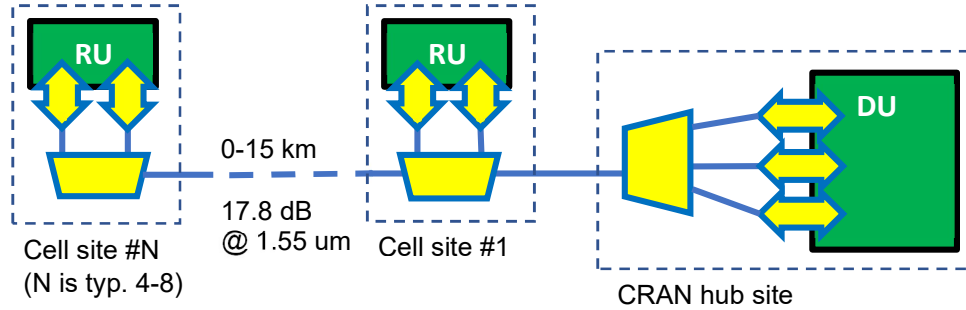 RU
RU
DU
0-15 km
17.8 dB
@ 1.55 um
Cell site #N
(N is typ. 4-8)
Cell site #1
CRAN hub site